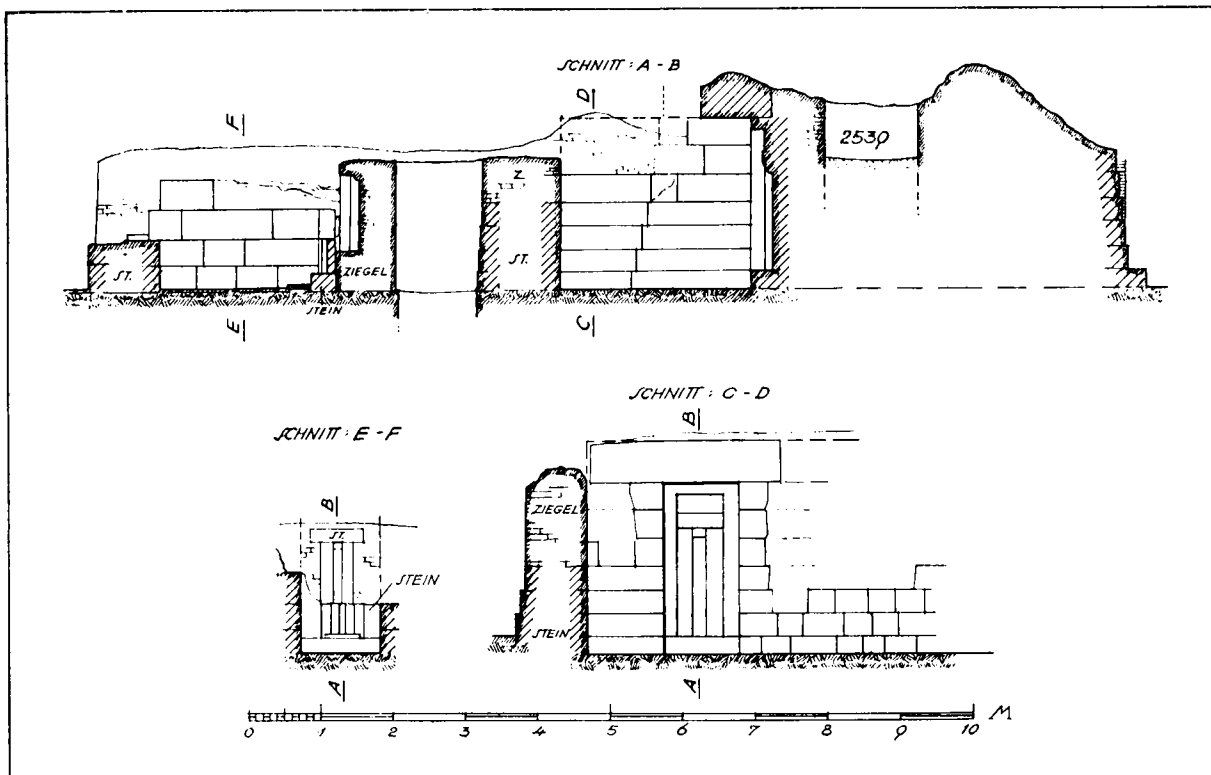 SCHNITT : A - B
F
D
2539
Z
ST.
ZIEGEL
ST.
STEIN
E
C
SCHNITT : E - F
SCHNITT : C - D
B
B
ST.
STEIN
ZIEGEL
STEIN
A
A
0 1 2 3 4 5 6 7 8 9 10 M